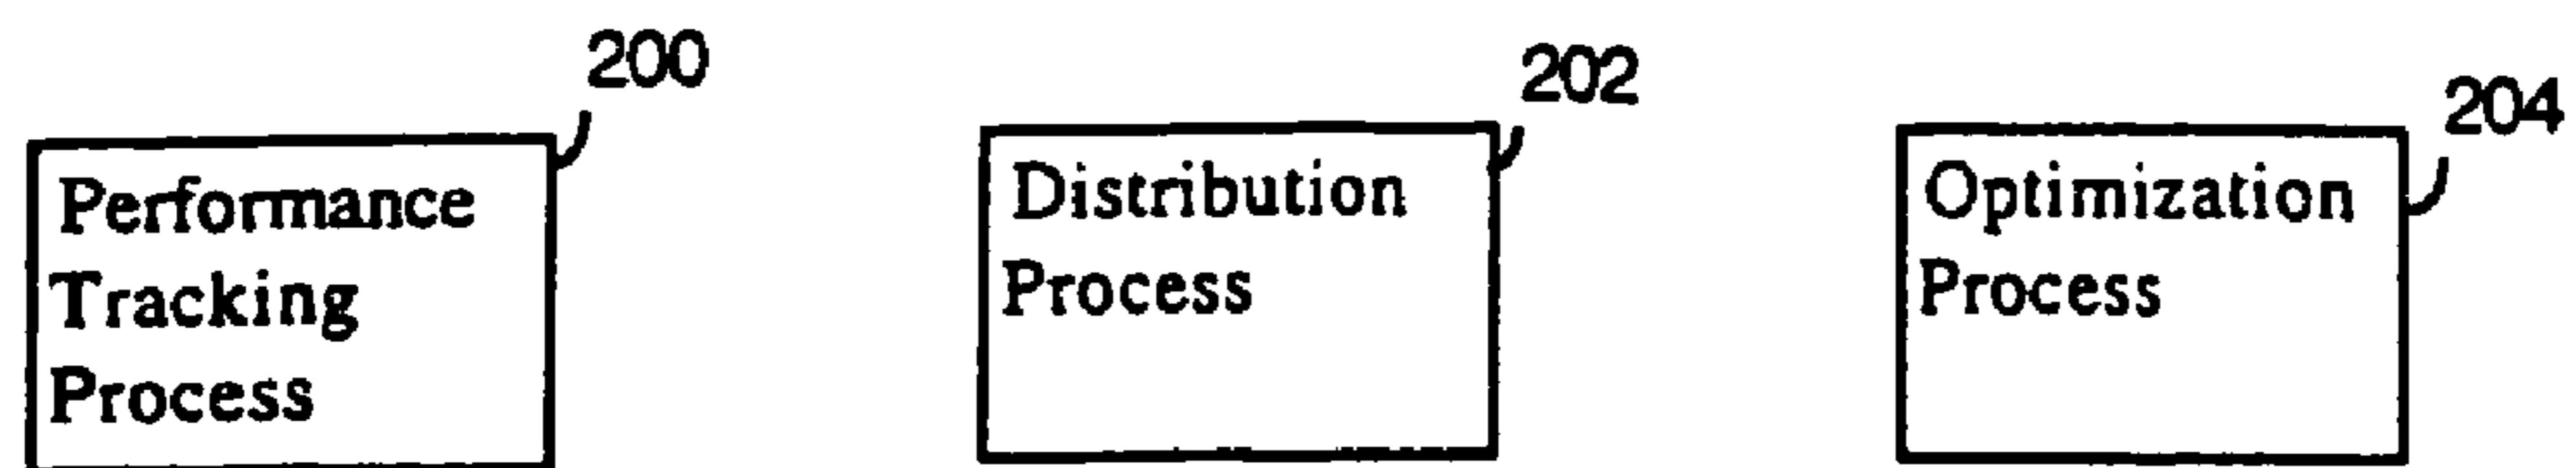 200
Performance
Tracking
Process
202
Distribution
Process
204
Optimization
Process